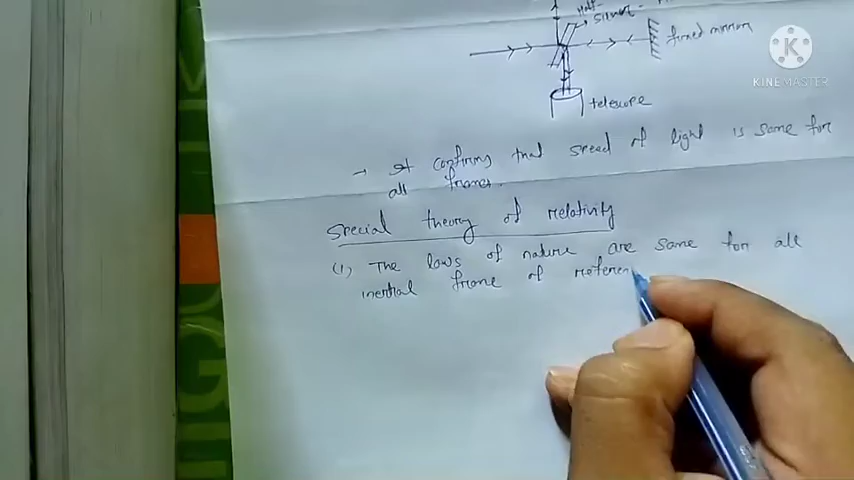 Half-
fixed mirror
KINEMASTER
telescope
→ It confirms that speed of light is same for
all frames.
special theory of relativity
(1) The laws of nature are same for all
inertial frame of referen